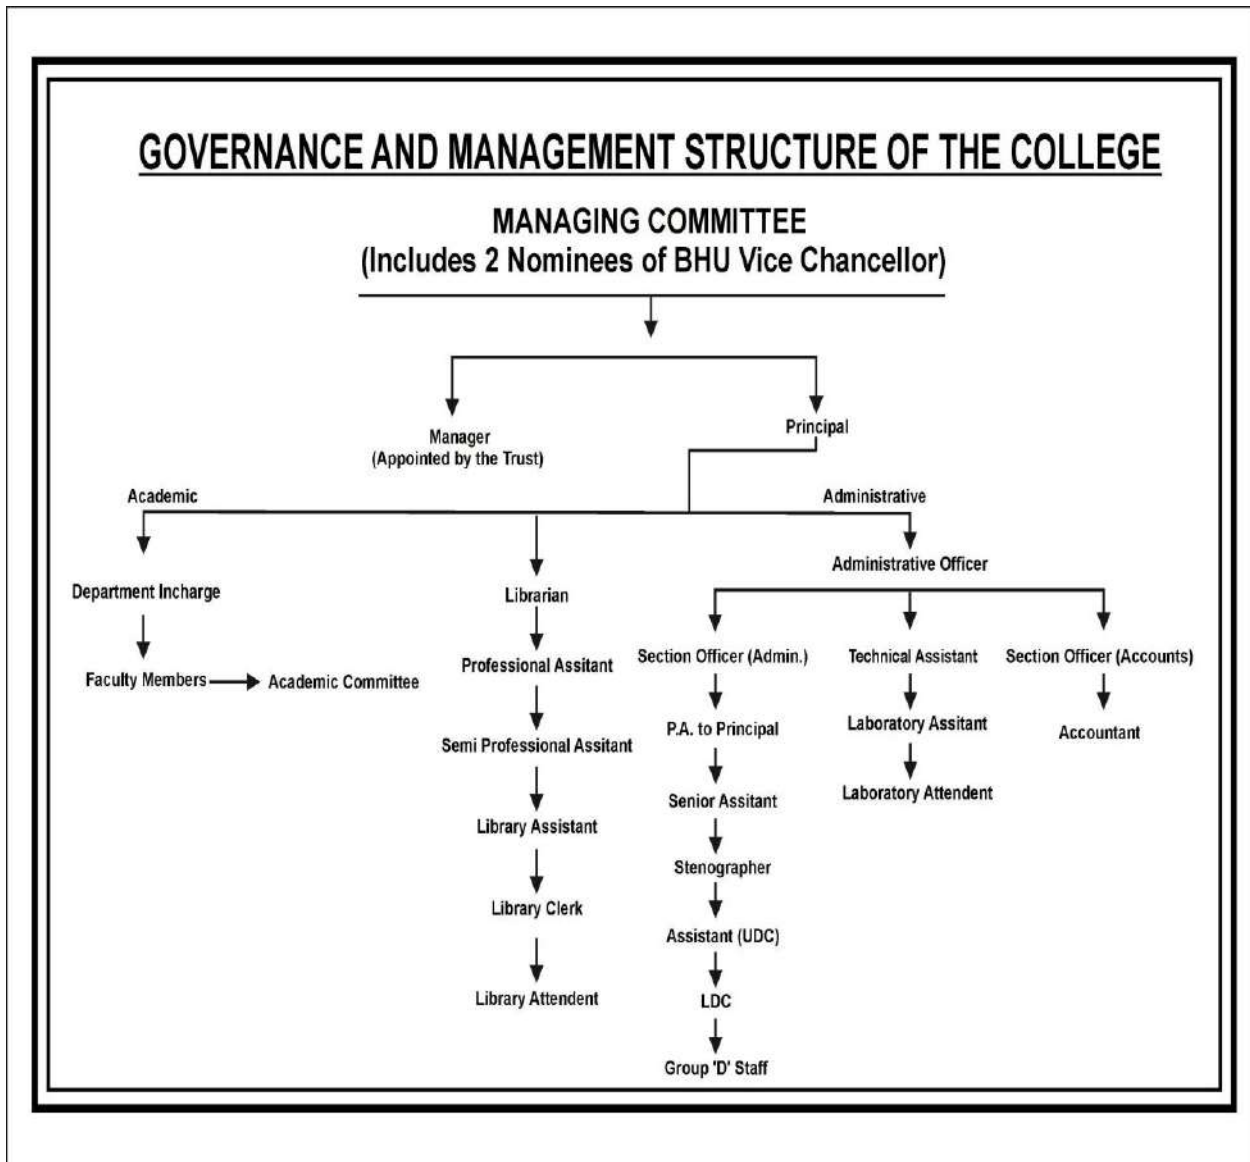 GOVERNANCE AND MANAGEMENT STRUCTURE OF THE COLLEGE
MANAGING COMMITTEE
(Includes 2 Nominees of BHU Vice Chancellor)
Manager
(Appointed by the Trust)
Principal
Academic
Administrative
Department Incharge
Faculty Members
Academic Committee
Librarian
Professional Assitant
Semi Professional Assitant
Library Assistant
Library Clerk
Library Attendent
Administrative Officer
Section Officer (Admin.)
P.A. to Principal
Senior Assitant
Stenographer
Assistant (UDC)
LDC
Group 'D' Staff
Technical Assistant
Laboratory Assitant
Laboratory Attendent
Section Officer (Accounts)
Accountant